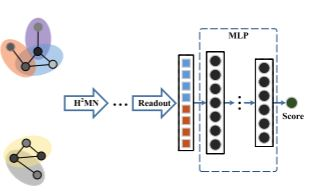 MLP
H²MN
...
Readout
Score